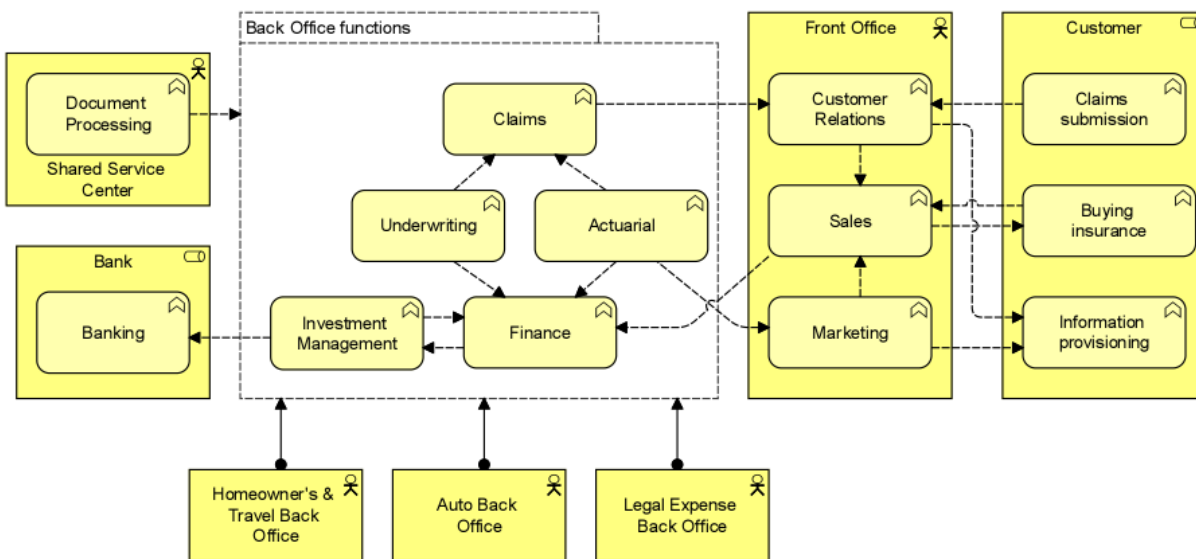 Back Office functions
Front Office
Customer
Document
Processing
Shared Service
Center
Claims
Customer
Relations
Claims
submission
Underwriting
Actuarial
Sales
Buying
insurance
Bank
Banking
Investment
Management
Finance
Marketing
Information
provisioning
Homeowner's &
Travel Back
Office
Auto Back
Office
Legal Expense
Back Office